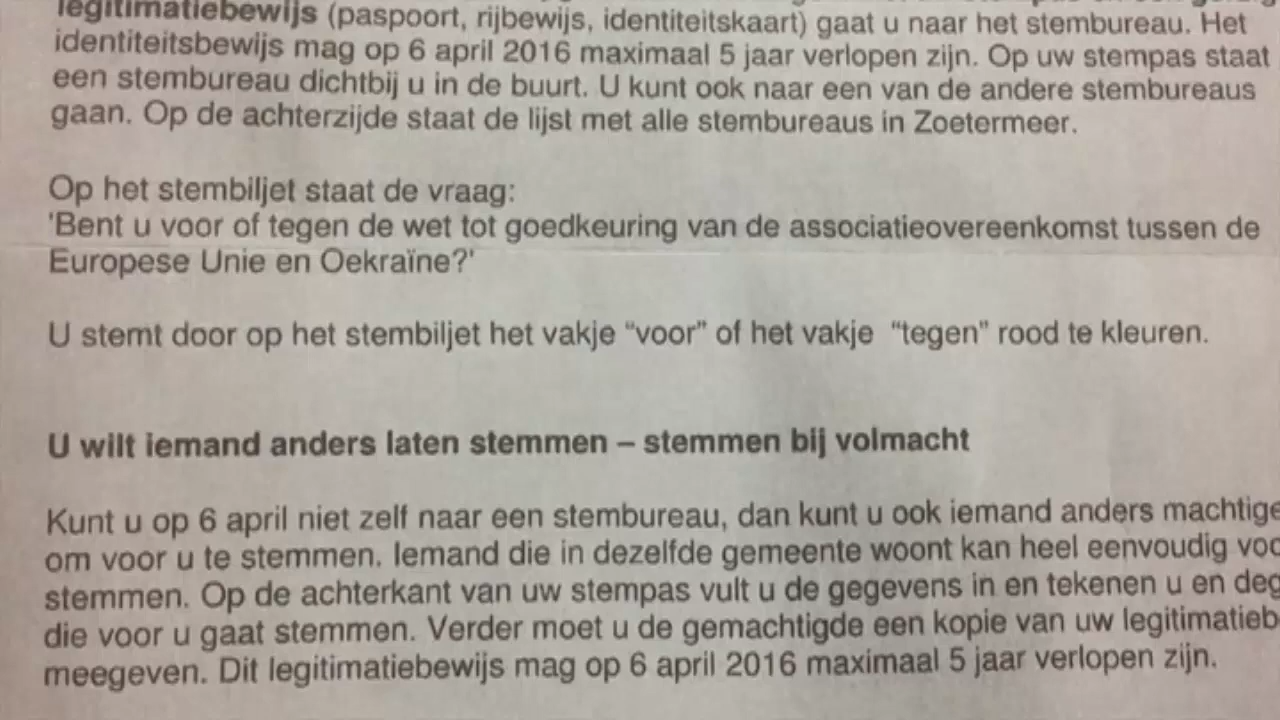 legitimatiebewijs (paspoort, rijbewijs, identiteitskaart) gaat u naar het stembureau. Het
identiteitsbewijs mag op 6 april 2016 maximaal 5 jaar verlopen zijn. Op uw stempas staat
een stembureau dichtbij u in de buurt. U kunt ook naar een van de andere stembureaus
gaan. Op de achterzijde staat de lijst met alle stembureaus in Zoetermeer.
Op het stembiljet staat de vraag:
'Bent u voor of tegen de wet tot goedkeuring van de associatieovereenkomst tussen de
Europese Unie en Oekraïne?'
U stemt door op het stembiljet het vakje “voor” of het vakje “tegen” rood te kleuren.
U wilt iemand anders laten stemmen – stemmen bij volmacht
Kunt u op 6 april niet zelf naar een stembureau, dan kunt u ook iemand anders machtige
om voor u te stemmen. Iemand die in dezelfde gemeente woont kan heel eenvoudig voo
stemmen. Op de achterkant van uw stempas vult u de gegevens in en tekenen u en deg
die voor u gaat stemmen. Verder moet u de gemachtigde een kopie van uw legitimatieb
meegeven. Dit legitimatiebewijs mag op 6 april 2016 maximaal 5 jaar verlopen zijn.